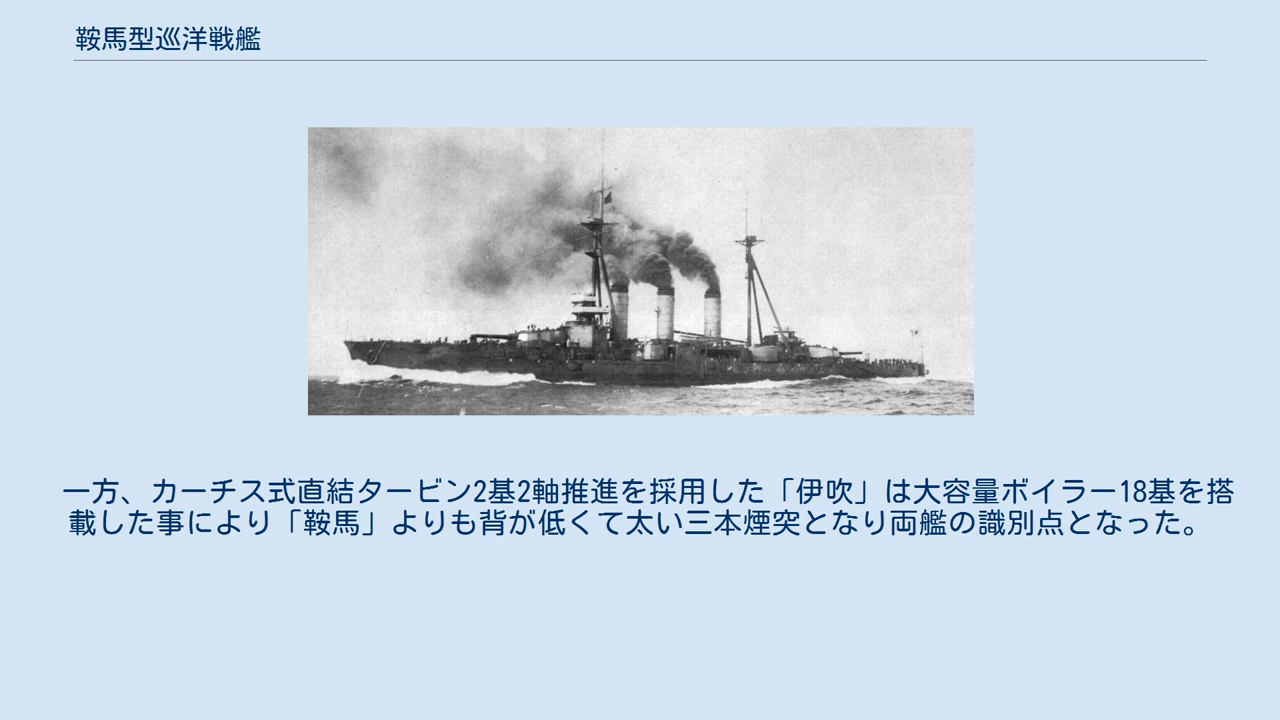 鞍馬型巡洋戦艦
一方、カーチス式直結タービン2基2軸推進を採用した「伊吹」は大容量ボイラー18基を搭
載した事により「鞍馬」よりも背が低くて太い三本煙突となり両艦の識別点となった。